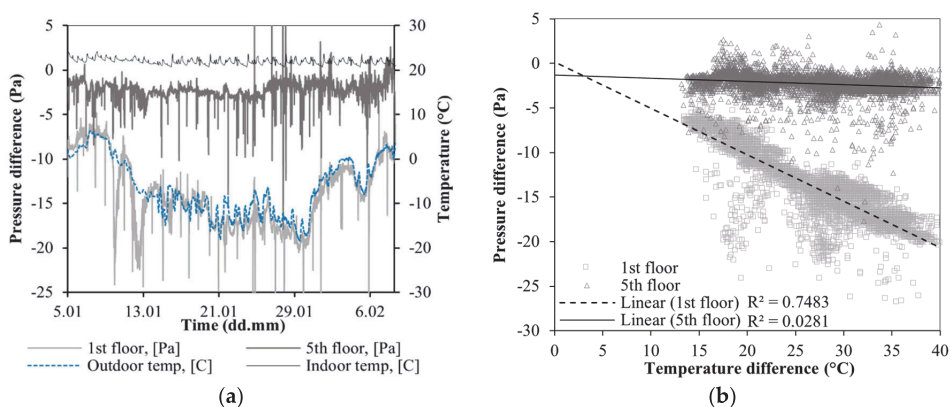 5
0
-5
-10
-15
-20
-25
Pressure difference (Pa)
30
20
10
0
-10
-20
-30
Temperature (°C)
5.01 13.01 21.01 29.01 6.02
Time (dd.mm)
1st floor, [Pa] 5th floor, [Pa]
Outdoor temp, [C] Indoor temp, [C]
(a)
5
0
-5
-10
-15
-20
-25
-30
Pressure difference (Pa)
1st floor
5th floor
Linear (1st floor) R² = 0.7483
Linear (5th floor) R² = 0.0281
0 5 10 15 20 25 30 35 40
Temperature difference (°C)
(b)